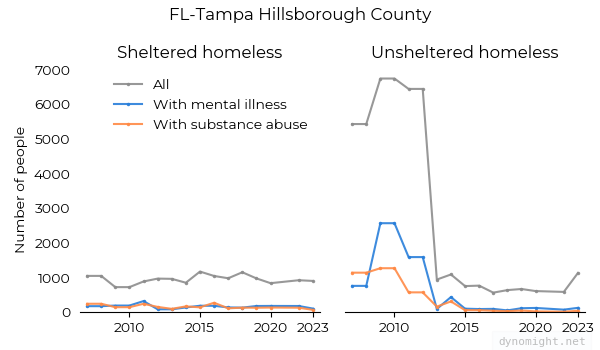 FL-Tampa Hillsborough County
Sheltered homeless
Unsheltered homeless
Number of people
7000
6000
5000
4000
3000
2000
1000
0
All
With mental illness
With substance abuse
2010 2015 2020 2023
2010 2015 2020 2023
dynomight.net